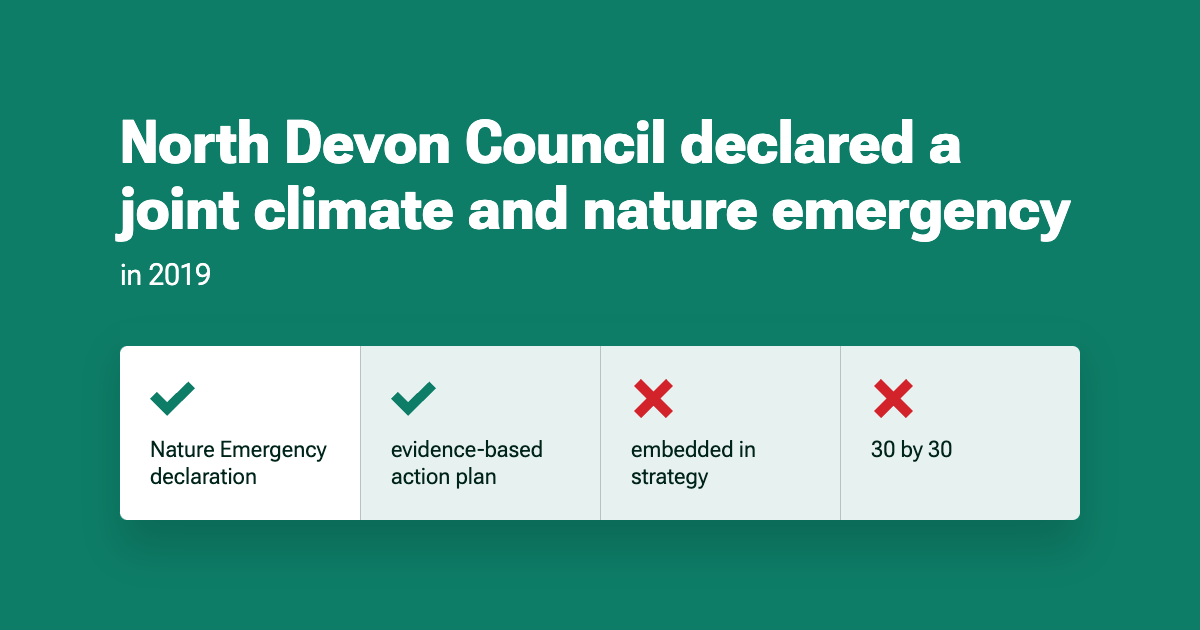 North Devon Council declared a
joint climate and nature emergency
in 2019
Nature Emergency
declaration
evidence-based
action plan
embedded in
strategy
30 by 30